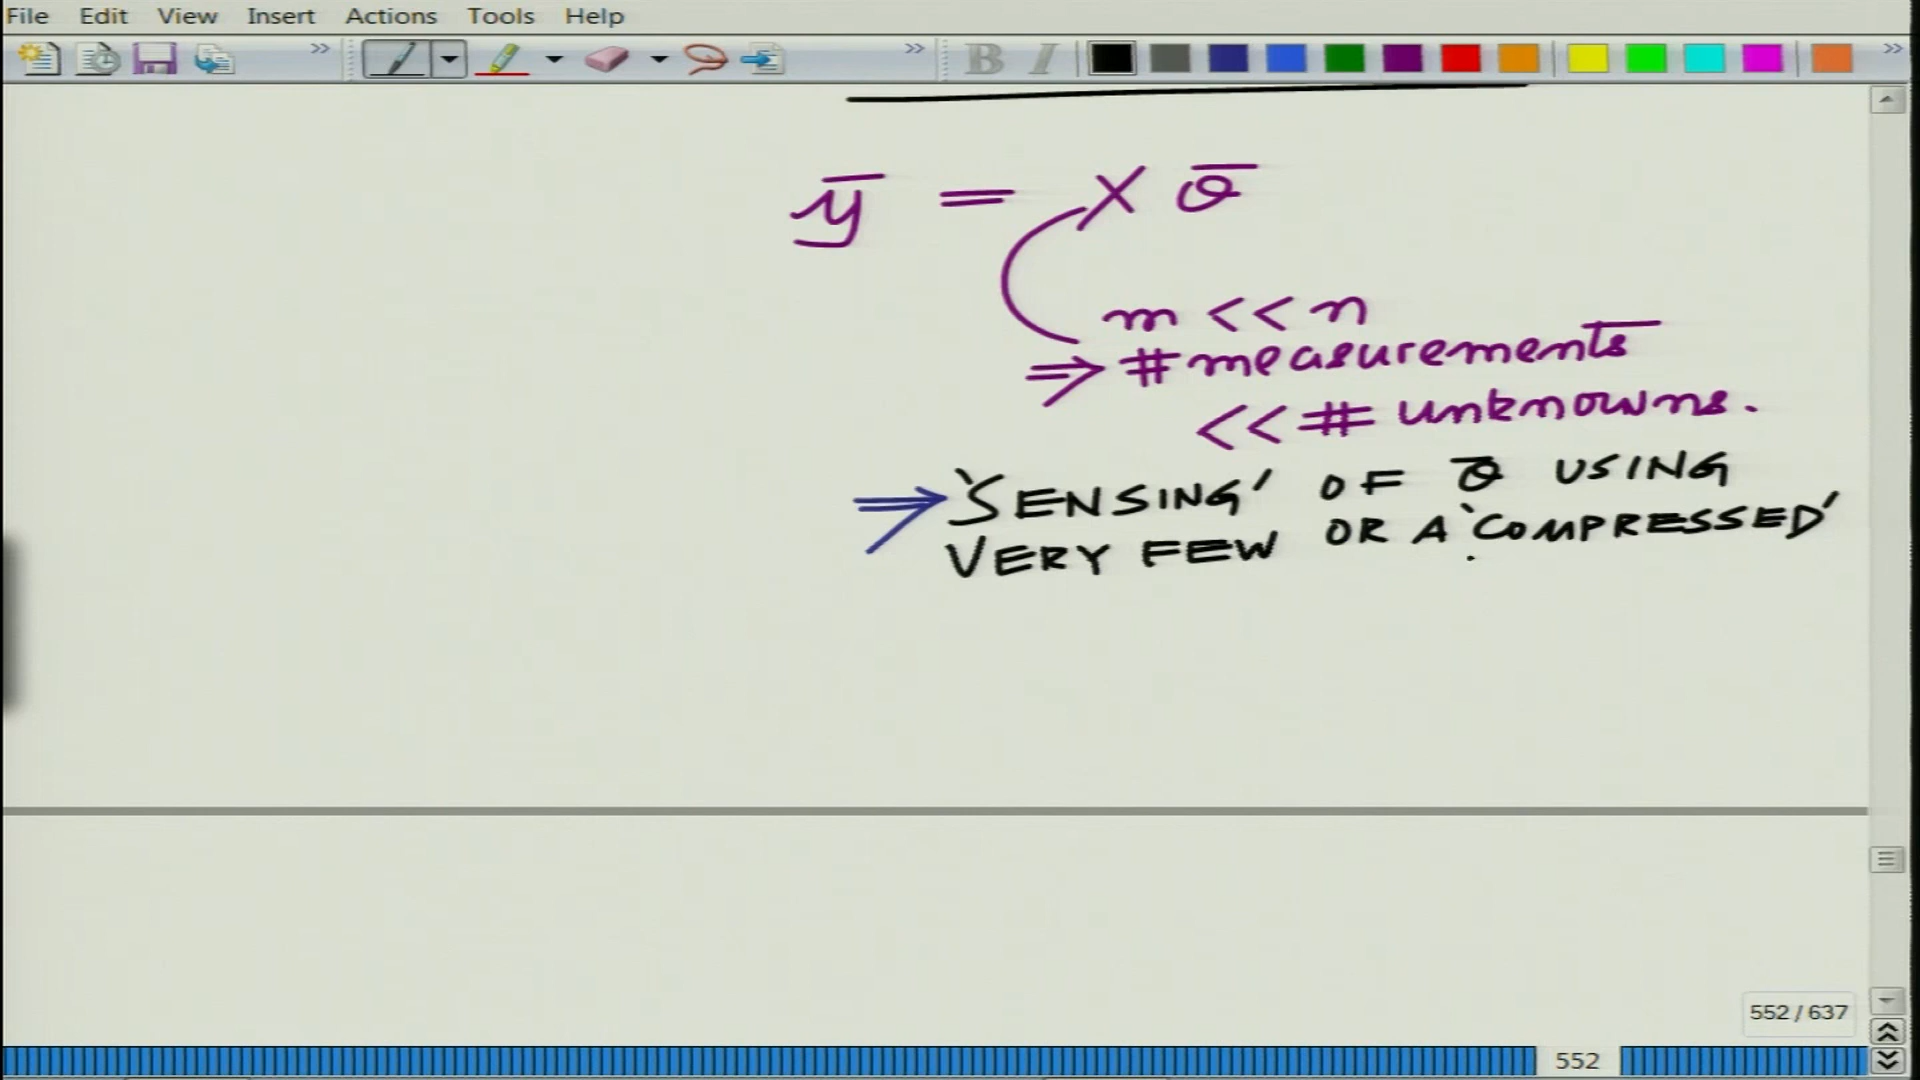 File Edit View Insert Actions Tools Help
B I
ȳ = X θ̄
m << n
⇒ # measurements
<< # unknowns.
⇒ 'SENSING' OF θ̄ USING
VERY FEW OR A 'COMPRESSED'
552 / 637
552